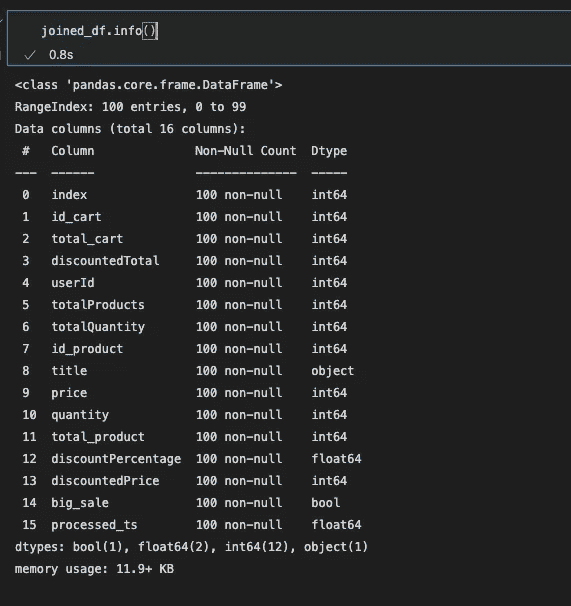 joined_df.info()
✓ 0.8s
<class 'pandas.core.frame.DataFrame'>
RangeIndex: 100 entries, 0 to 99
Data columns (total 16 columns):
 #   Column              Non-Null Count  Dtype
---  ------              --------------  -----
 0   index               100 non-null    int64
 1   id_cart             100 non-null    int64
 2   total_cart          100 non-null    int64
 3   discountedTotal     100 non-null    int64
 4   userId              100 non-null    int64
 5   totalProducts       100 non-null    int64
 6   totalQuantity       100 non-null    int64
 7   id_product          100 non-null    int64
 8   title               100 non-null    object
 9   price               100 non-null    int64
 10  quantity            100 non-null    int64
 11  total_product       100 non-null    int64
 12  discountPercentage  100 non-null    float64
 13  discountedPrice     100 non-null    int64
 14  big_sale            100 non-null    bool
 15  processed_ts        100 non-null    float64
dtypes: bool(1), float64(2), int64(12), object(1)
memory usage: 11.9+ KB